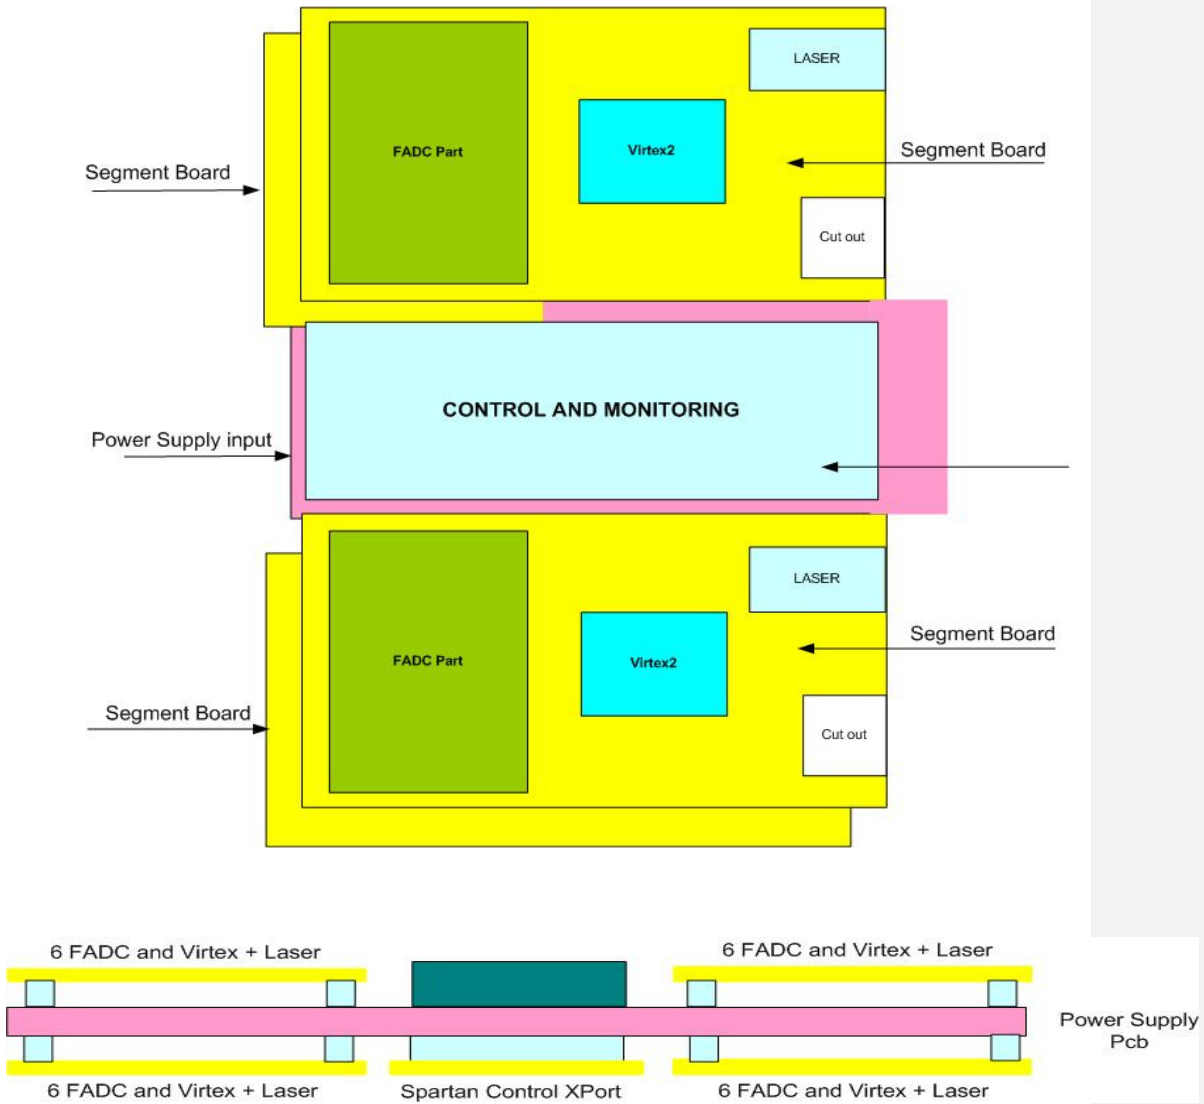 LASER
FADC Part
Virtex2
Segment Board
Segment Board
Cut out
CONTROL AND MONITORING
Power Supply input
LASER
FADC Part
Virtex2
Segment Board
Segment Board
Cut out
6 FADC and Virtex + Laser
6 FADC and Virtex + Laser
Power Supply
Pcb
6 FADC and Virtex + Laser
Spartan Control XPort
6 FADC and Virtex + Laser